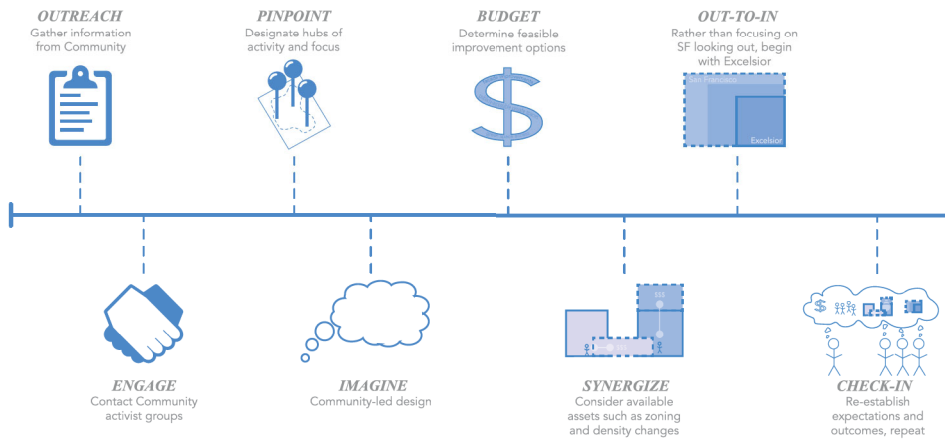 OUTREACH
Gather information
from Community
PINPOINT
Designate hubs of
activity and focus
BUDGET
Determine feasible
improvement options
OUT-TO-IN
Rather than focusing on
SF looking out, begin
with Excelsior
San Francisco
Excelsior
ENGAGE
Contact Community
activist groups
IMAGINE
Community-led design
$$$
SYNERGIZE
Consider available
assets such as zoning
and density changes
CHECK-IN
Re-establish
expectations and
outcomes, repeat